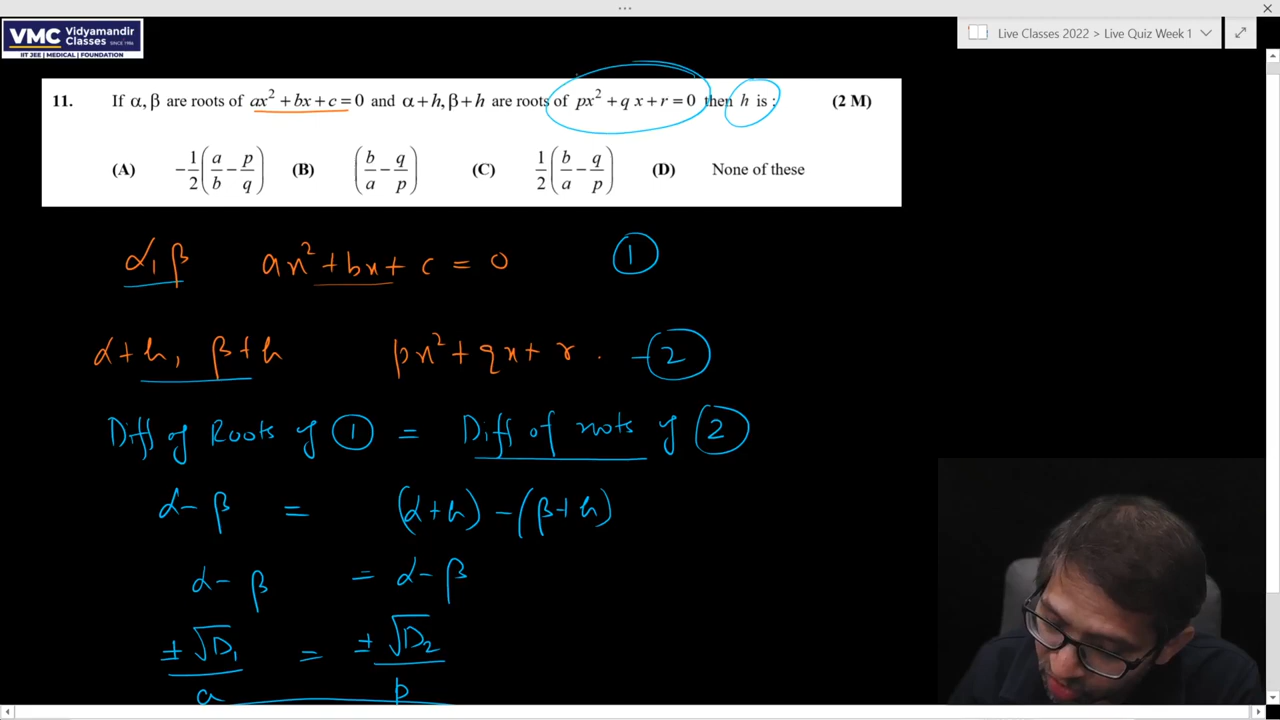 VMC Vidyamandir Classes SINCE 1986
IIT JEE | MEDICAL | FOUNDATION
Live Classes 2022 > Live Quiz Week 1
11. If α, β are roots of ax² + bx + c = 0 and α + h, β + h are roots of px² + q x + r = 0 then h is : (2 M)
(A) -1/2 (a/b - p/q) (B) (b/a - q/p) (C) 1/2 (b/a - q/p) (D) None of these
α, β ax² + bx + c = 0 ①
α + h, β + h px² + qx + r . - ②
Diff of Roots of ① = Diff of roots of ②
α - β = (α + h) - (β + h)
α - β = α - β
± √D₁ / a = ± √D₂ / p